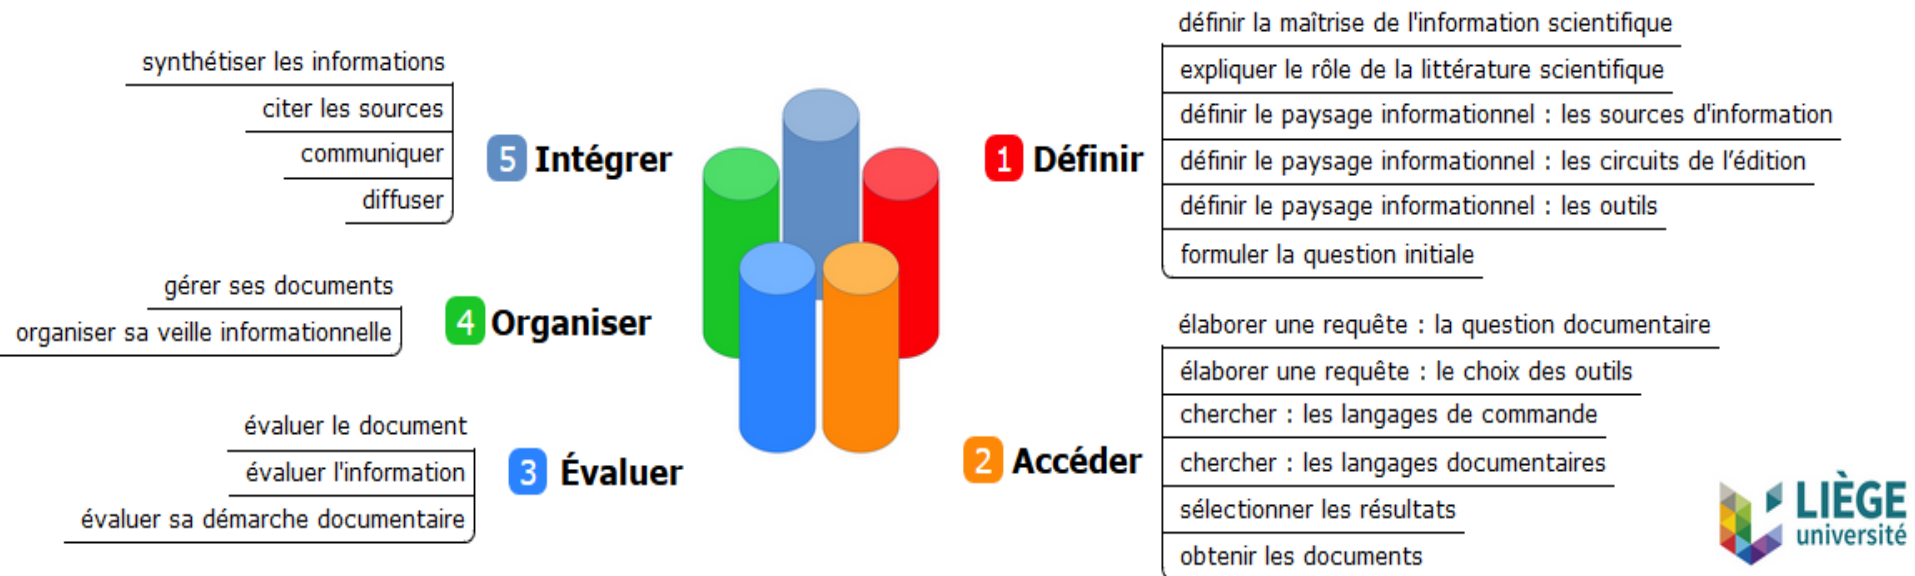 1 Définir
définir la maîtrise de l'information scientifique
expliquer le rôle de la littérature scientifique
définir le paysage informationnel : les sources d'information
définir le paysage informationnel : les circuits de l’édition
définir le paysage informationnel : les outils
formuler la question initiale
2 Accéder
élaborer une requête : la question documentaire
élaborer une requête : le choix des outils
chercher : les langages de commande
chercher : les langages documentaires
sélectionner les résultats
obtenir les documents
3 Évaluer
évaluer le document
évaluer l'information
évaluer sa démarche documentaire
4 Organiser
gérer ses documents
organiser sa veille informationnelle
5 Intégrer
synthétiser les informations
citer les sources
communiquer
diffuser
LIÈGE
université